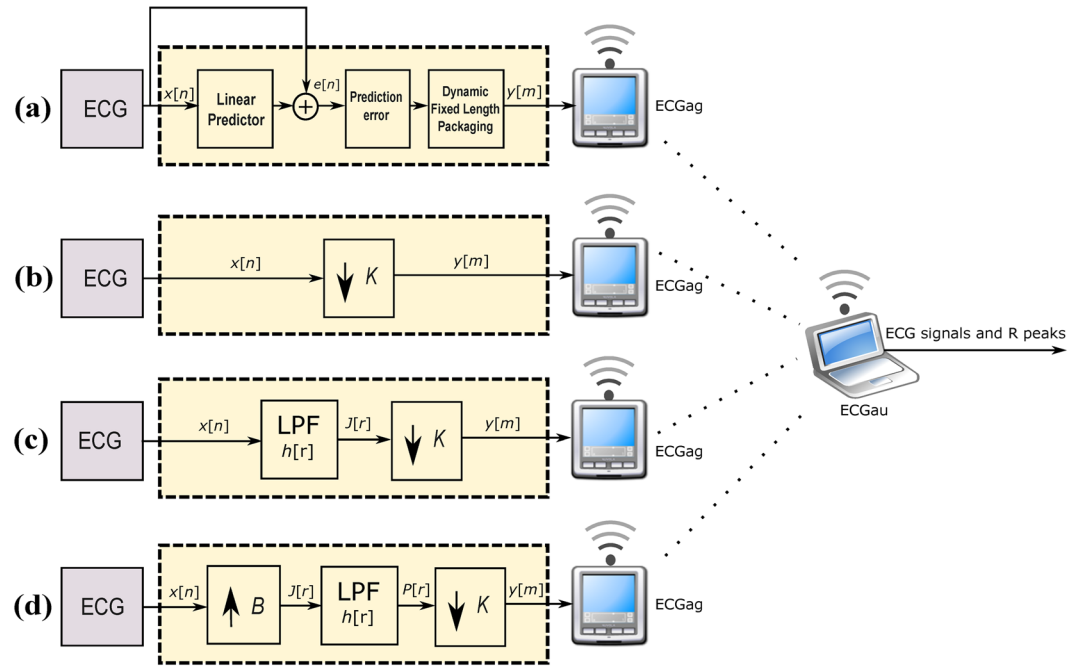 (a)
ECG
x[n]
Linear
Predictor
+
e[n]
Prediction
error
Dynamic
Fixed Length
Packaging
y[m]
ECGag
(b)
ECG
x[n]
K
y[m]
ECGag
ECG signals and R peaks
ECGau
(c)
ECG
x[n]
LPF
h[r]
J[r]
K
y[m]
ECGag
(d)
ECG
x[n]
B
J[r]
LPF
h[r]
P[r]
K
y[m]
ECGag